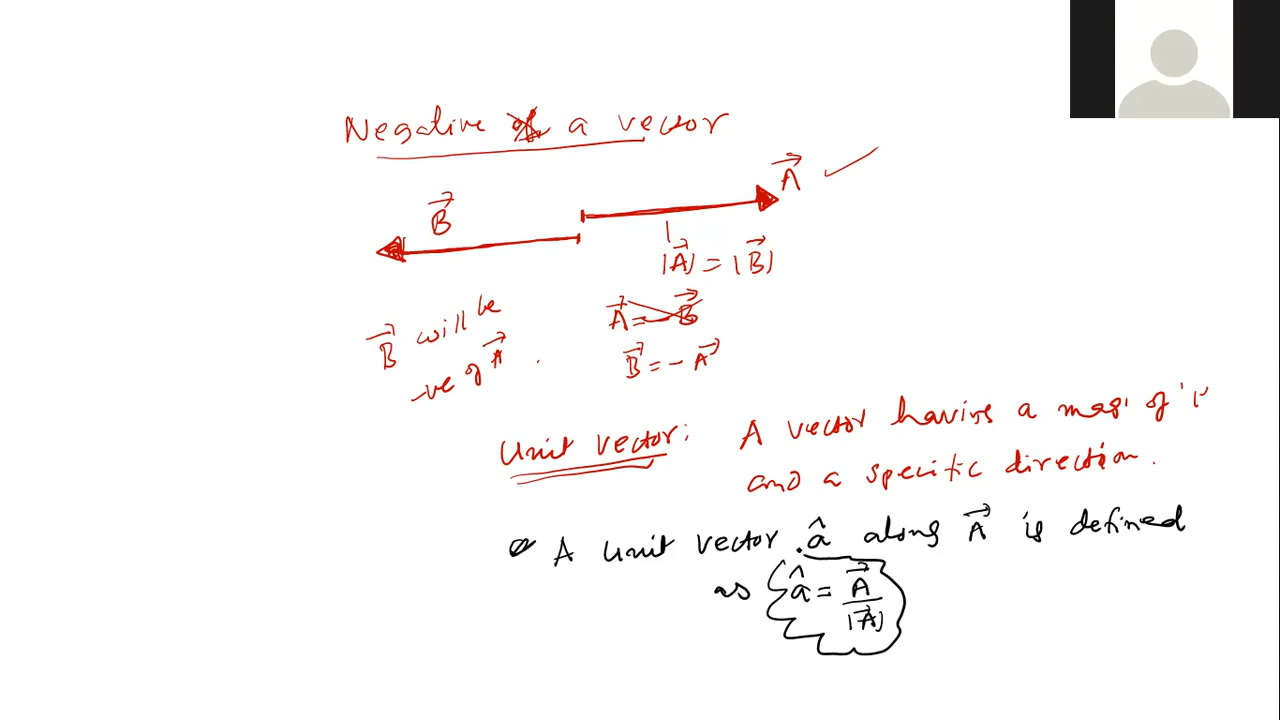 Negative of a vector
A⃗
B⃗
|A⃗| = |B⃗|
B⃗ will be
-ve of A⃗
A⃗ = B⃗
B⃗ = - A⃗
Unit vector: A vector having a mag. of '1'
and a specific direction.
A unit vector â along A⃗ is defined
as â = A⃗ / |A⃗|